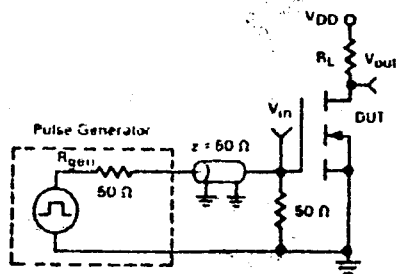 VDD
RL
Vout
Vin
DUT
Pulse Generator
Rgen
z = 50 Ω
50 Ω
50 Ω